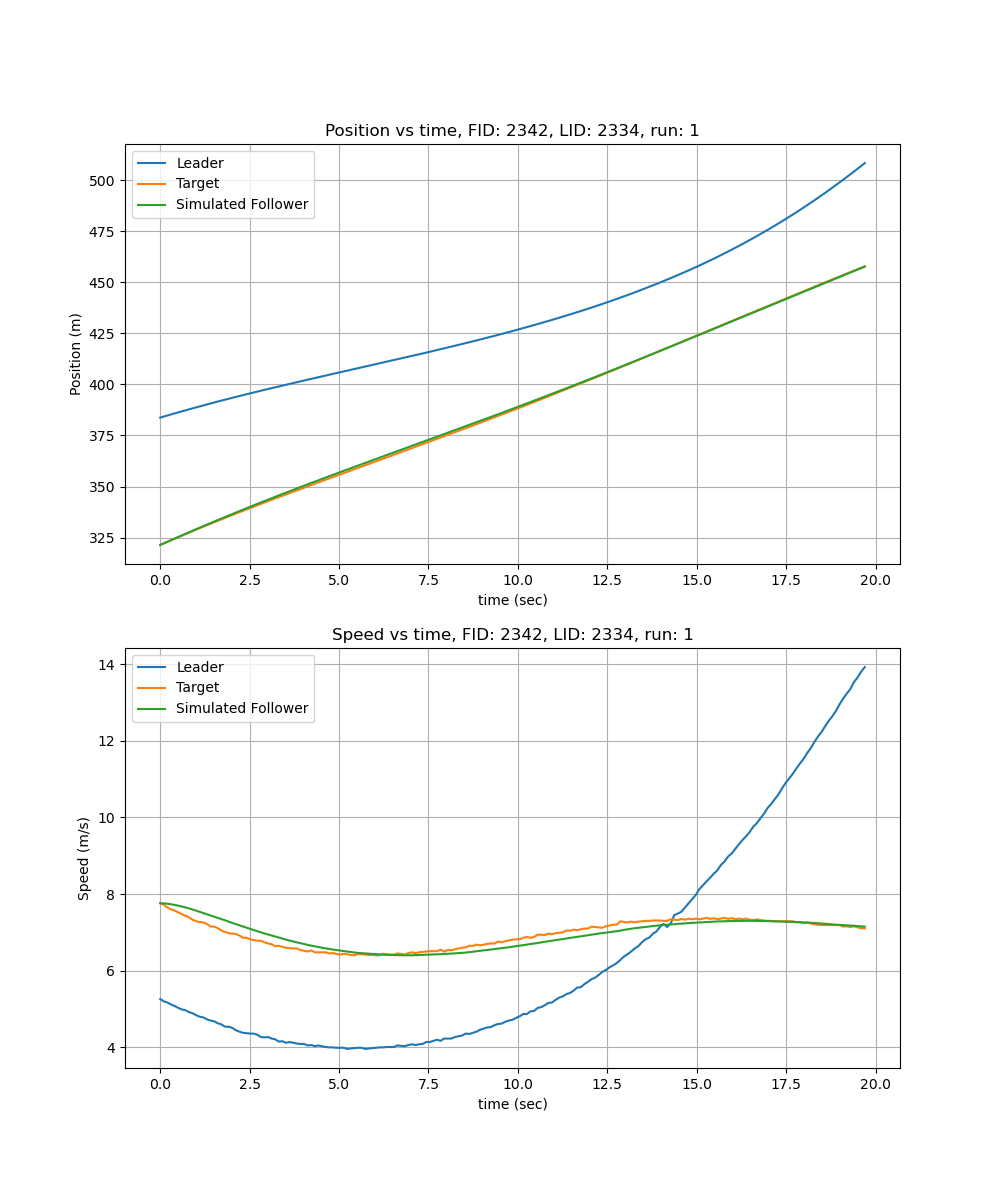 Position vs time, FID: 2342, LID: 2334, run: 1
Leader
Target
Simulated Follower
500
475
450
425
400
375
350
325
Position (m)
0.0 2.5 5.0 7.5 10.0 12.5 15.0 17.5 20.0
time (sec)
Speed vs time, FID: 2342, LID: 2334, run: 1
Leader
Target
Simulated Follower
14
12
10
8
6
4
Speed (m/s)
0.0 2.5 5.0 7.5 10.0 12.5 15.0 17.5 20.0
time (sec)